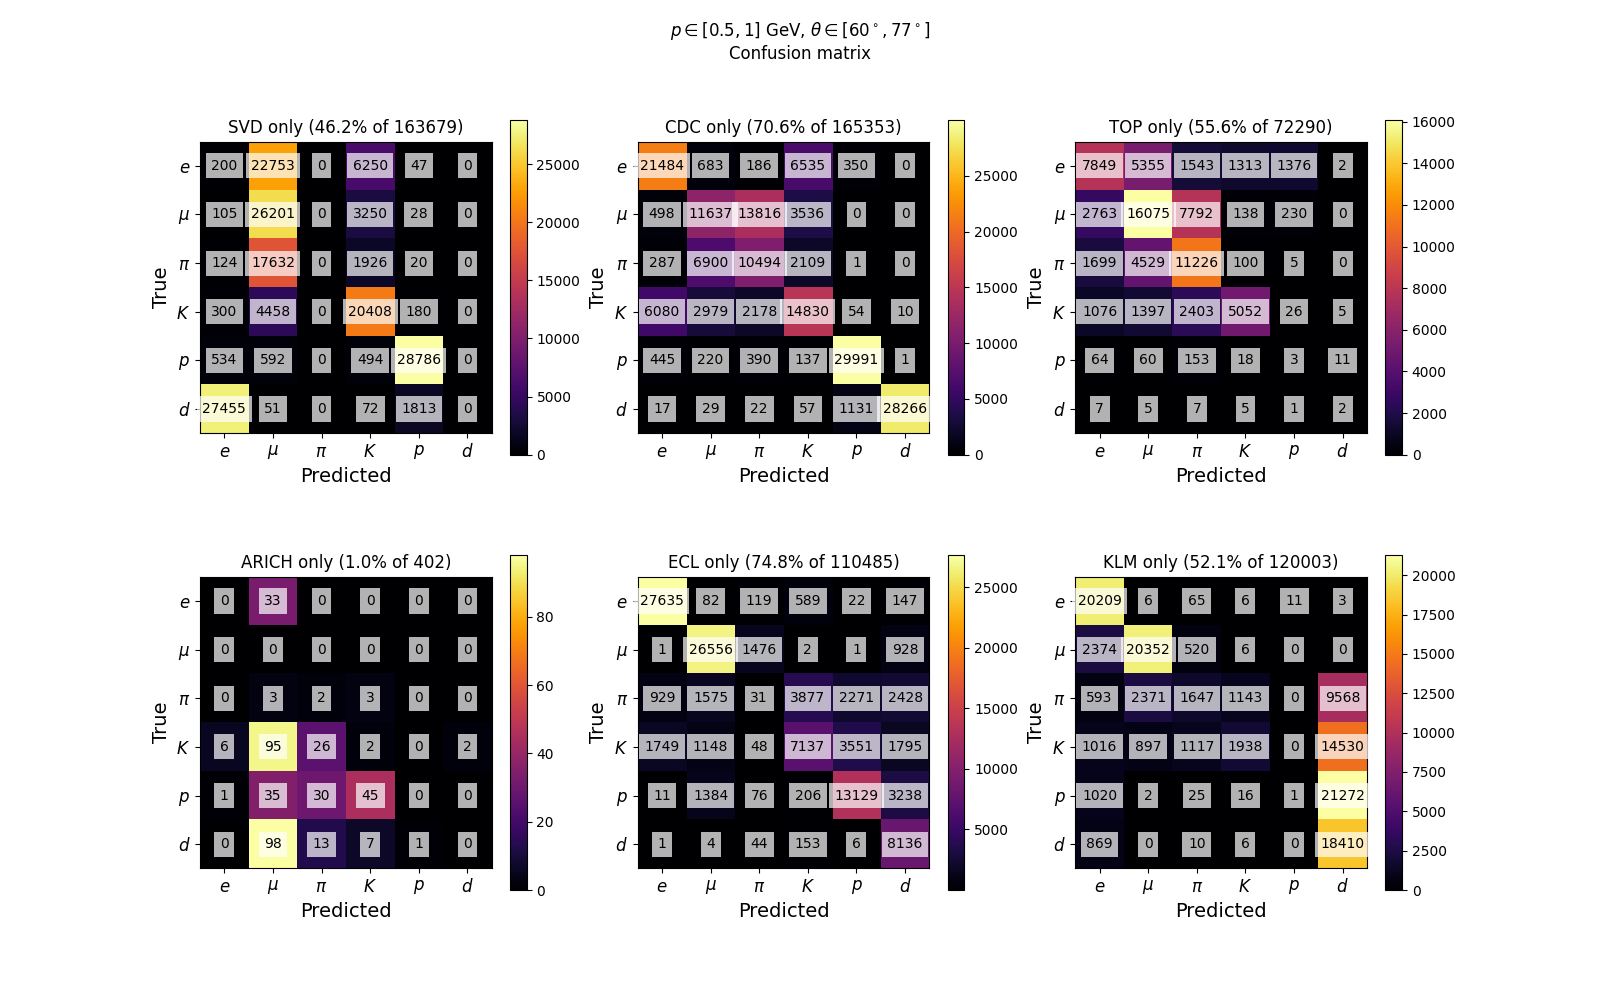 p ∈ [0.5, 1] GeV, θ ∈ [60°, 77°]
Confusion matrix
SVD only (46.2% of 163679)
e 200 22753 0 6250 47 0
μ 105 26201 0 3250 28 0
π 124 17632 0 1926 20 0
K 300 4458 0 20408 180 0
p 534 592 0 494 28786 0
d 27455 51 0 72 1813 0
e μ π K p d
Predicted
True
25000
20000
15000
10000
5000
0
CDC only (70.6% of 165353)
e 21484 683 186 6535 350 0
μ 498 11637 13816 3536 0 0
π 287 6900 10494 2109 1 0
K 6080 2979 2178 14830 54 10
p 445 220 390 137 29991 1
d 17 29 22 57 1131 28266
e μ π K p d
Predicted
True
25000
20000
15000
10000
5000
0
TOP only (55.6% of 72290)
e 7849 5355 1543 1313 1376 2
μ 2763 16075 7792 138 230 0
π 1699 4529 11226 100 5 0
K 1076 1397 2403 5052 26 5
p 64 60 153 18 3 11
d 7 5 7 5 1 2
e μ π K p d
Predicted
True
16000
14000
12000
10000
8000
6000
4000
2000
0
ARICH only (1.0% of 402)
e 0 33 0 0 0 0
μ 0 0 0 0 0 0
π 0 3 2 3 0 0
K 6 95 26 2 0 2
p 1 35 30 45 0 0
d 0 98 13 7 1 0
e μ π K p d
Predicted
True
80
60
40
20
0
ECL only (74.8% of 110485)
e 27635 82 119 589 22 147
μ 1 26556 1476 2 1 928
π 929 1575 31 3877 2271 2428
K 1749 1148 48 7137 3551 1795
p 11 1384 76 206 13129 3238
d 1 4 44 153 6 8136
e μ π K p d
Predicted
True
25000
20000
15000
10000
5000
KLM only (52.1% of 120003)
e 20209 6 65 6 11 3
μ 2374 20352 520 6 0 0
π 593 2371 1647 1143 0 9568
K 1016 897 1117 1938 0 14530
p 1020 2 25 16 1 21272
d 869 0 10 6 0 18410
e μ π K p d
Predicted
True
20000
17500
15000
12500
10000
7500
5000
2500
0